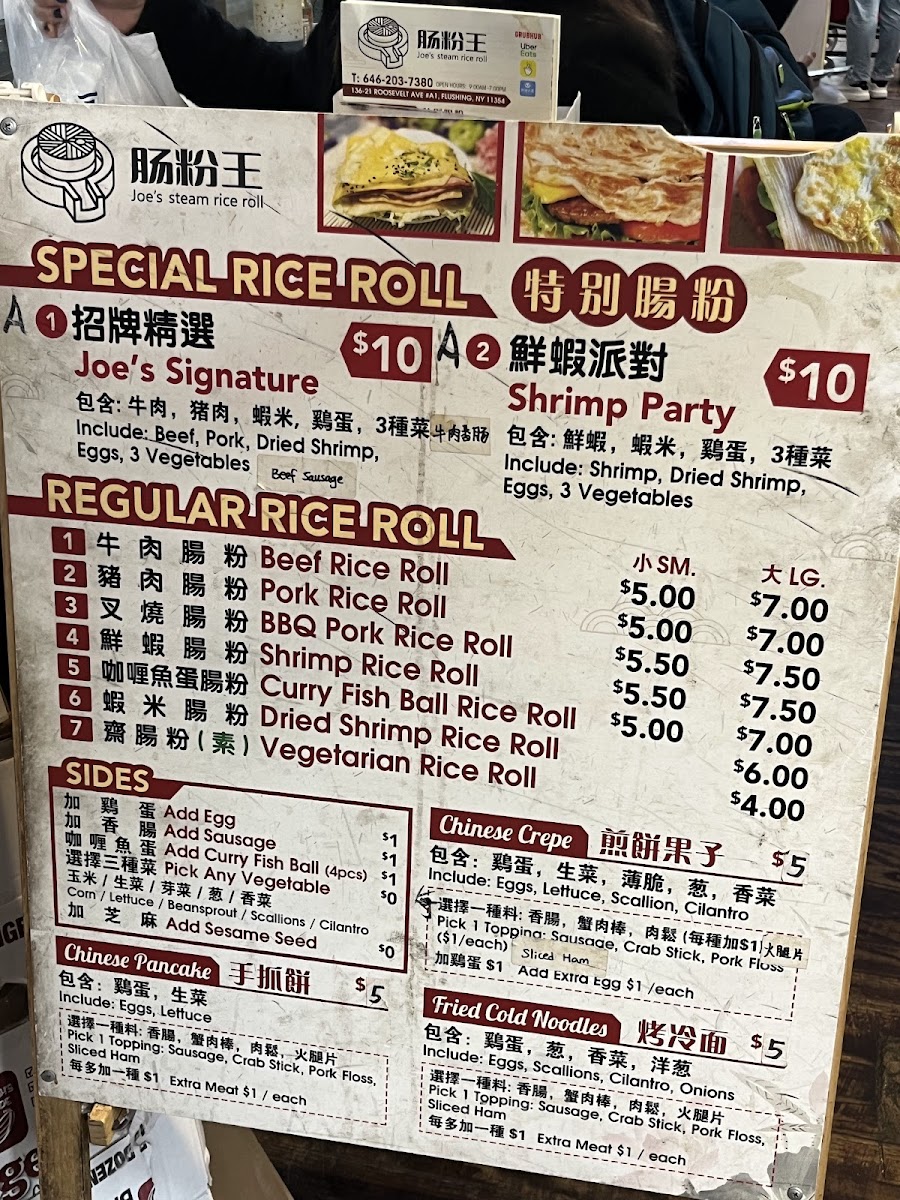 肠粉王
Joe's steam rice roll
GRUBHUB
Uber
Eats
T: 646-203-7380 OPEN HOURS: 9:00AM-7:00PM
136-21 ROOSEVELT AVE #A1, FLUSHING, NY 11354
肠粉王
Joe's steam rice roll
SPECIAL RICE ROLL 特别腸粉
A 1 招牌精選 $10
Joe's Signature
包含: 牛肉, 猪肉, 蝦米, 鷄蛋, 3種菜 牛肉香肠
Include: Beef, Pork, Dried Shrimp,
Eggs, 3 Vegetables Beef Sausage
A 2 鮮蝦派對 $10
Shrimp Party
包含: 鮮蝦, 蝦米, 鷄蛋, 3種菜
Include: Shrimp, Dried Shrimp,
Eggs, 3 Vegetables
REGULAR RICE ROLL
小 SM. 大 LG.
1 牛肉腸粉 Beef Rice Roll $5.00 $7.00
2 豬肉腸粉 Pork Rice Roll $5.00 $7.00
3 叉燒腸粉 BBQ Pork Rice Roll $5.50 $7.50
4 鮮蝦腸粉 Shrimp Rice Roll $5.50 $7.50
5 咖喱魚蛋腸粉 Curry Fish Ball Rice Roll $5.00 $7.00
6 蝦米腸粉 Dried Shrimp Rice Roll $6.00
7 齋腸粉 (素) Vegetarian Rice Roll $4.00
SIDES
加鷄蛋 Add Egg $1
加香腸 Add Sausage $1
咖喱魚蛋 Add Curry Fish Ball (4pcs) $1
選擇三種菜 Pick Any Vegetable $0
玉米 / 生菜 / 芽菜 / 葱 / 香菜
Corn / Lettuce / Beansprout / Scallions / Cilantro
加芝麻 Add Sesame Seed $0
Chinese Pancake 手抓餅 $5
包含: 鷄蛋, 生菜
Include: Eggs, Lettuce
選擇一種料: 香腸, 蟹肉棒, 肉鬆, 火腿片
Pick 1 Topping: Sausage, Crab Stick, Pork Floss,
Sliced Ham
每多加一種 $1 Extra Meat $1 / each
Chinese Crepe 煎餅果子 $5
包含: 鷄蛋, 生菜, 薄脆, 葱, 香菜
Include: Eggs, Lettuce, Scallion, Cilantro
選擇一種料: 香腸, 蟹肉棒, 肉鬆 (每種加$1) 火腿片
Pick 1 Topping: Sausage, Crab Stick, Pork Floss
($1/each) Sliced Ham
加鷄蛋 $1 Add Extra Egg $1 /each
Fried Cold Noodles 烤冷面 $5
包含: 鷄蛋, 葱, 香菜, 洋葱
Include: Eggs, Scallions, Cilantro, Onions
選擇一種料: 香腸, 蟹肉棒, 肉鬆, 火腿片
Pick 1 Topping: Sausage, Crab Stick, Pork Floss,
Sliced Ham
每多加一種 $1 Extra Meat $1 / each